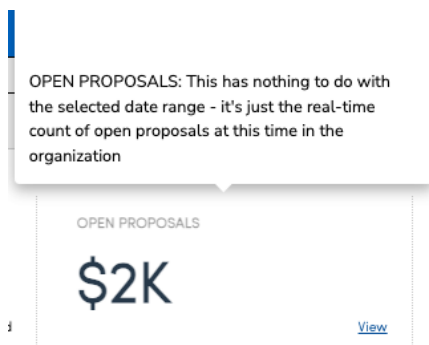 OPEN PROPOSALS: This has nothing to do with
the selected date range - it's just the real-time
count of open proposals at this time in the
organization
OPEN PROPOSALS
$2K
View